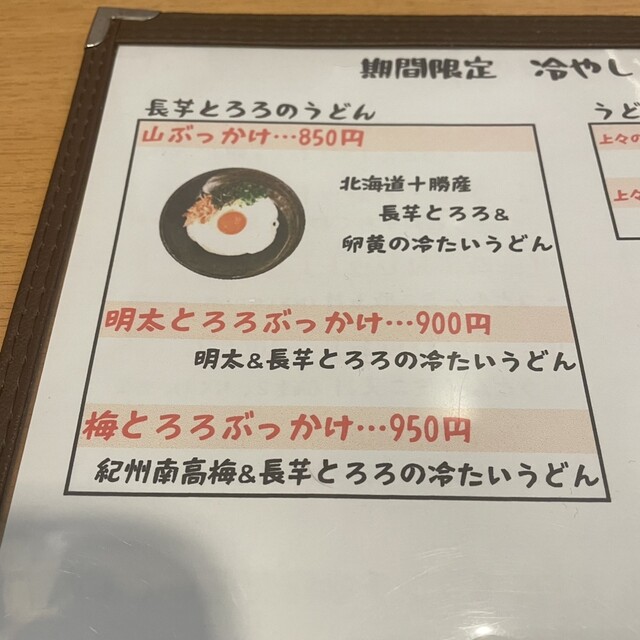 期間限定　冷やし
長芋とろろのうどん
山ぶっかけ…850円
北海道十勝産
長芋とろろ&
卵黄の冷たいうどん
明太とろろぶっかけ…900円
明太&長芋とろろの冷たいうどん
梅とろろぶっかけ…950円
紀州南高梅&長芋とろろの冷たいうどん
うど
上々の
上々